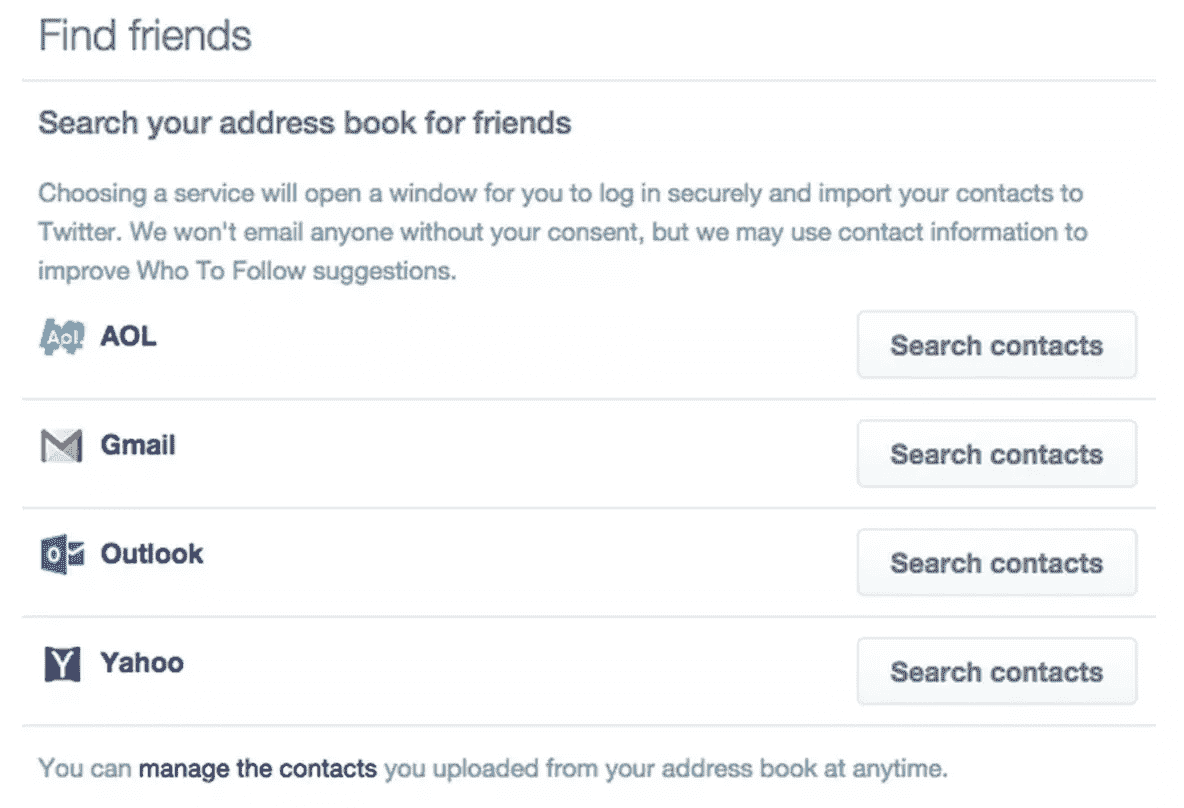 Find friends
Search your address book for friends
Choosing a service will open a window for you to log in securely and import your contacts to
Twitter. We won't email anyone without your consent, but we may use contact information to
improve Who To Follow suggestions.
Aol. AOL
Search contacts
Gmail
Search contacts
Outlook
Search contacts
Yahoo
Search contacts
You can manage the contacts you uploaded from your address book at anytime.